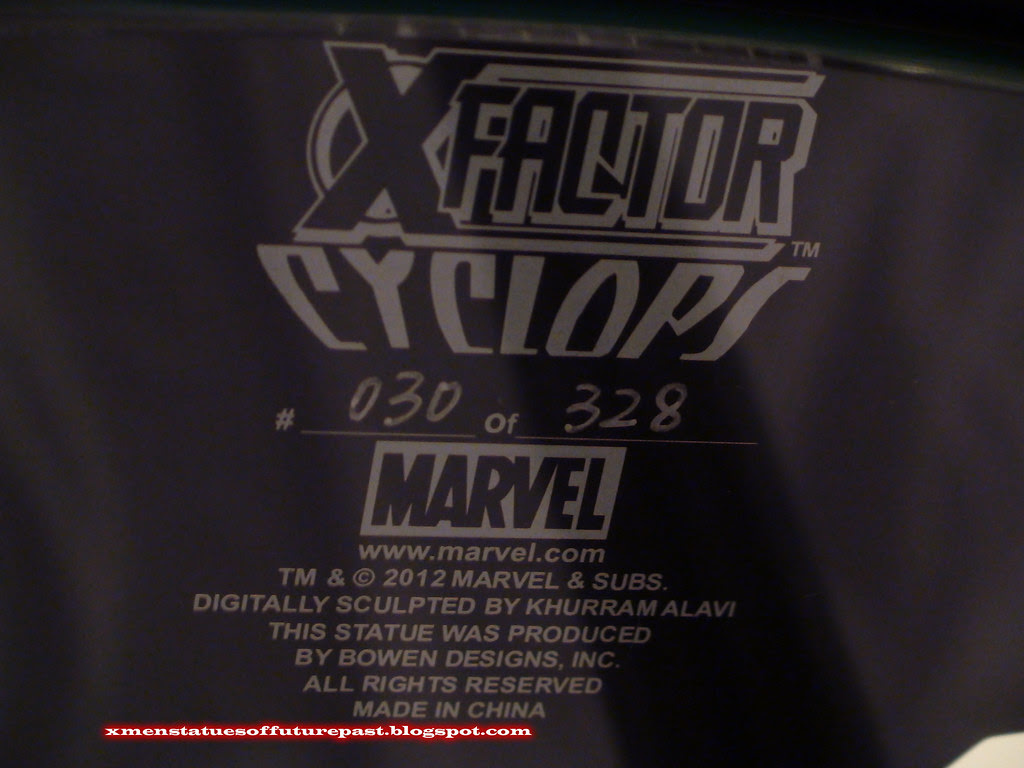 X FACTOR
TM
CYCLOPS
# 030 Of 328
MARVEL
www.marvel.com
TM & © 2012 MARVEL & SUBS.
DIGITALLY SCULPTED BY KHURRAM ALAVI
THIS STATUE WAS PRODUCED
BY BOWEN DESIGNS, INC.
ALL RIGHTS RESERVED
MADE IN CHINA
xmenstatuesoffuturepast.blogspot.com